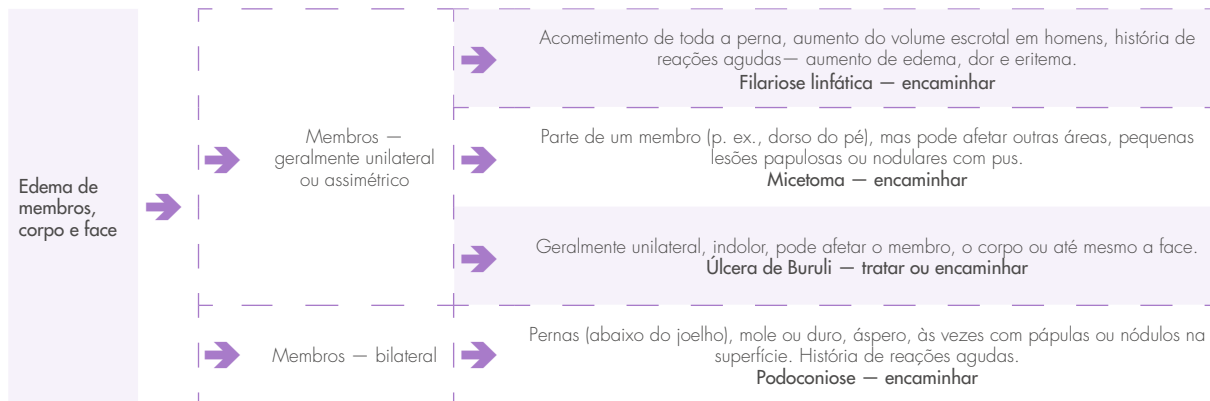 Edema de
membros,
corpo e face
Membros —
geralmente unilateral
ou assimétrico
Acometimento de toda a perna, aumento do volume escrotal em homens, história de
reações agudas— aumento de edema, dor e eritema.
Filariose linfática — encaminhar
Parte de um membro (p. ex., dorso do pé), mas pode afetar outras áreas, pequenas
lesões papulosas ou nodulares com pus.
Micetoma — encaminhar
Geralmente unilateral, indolor, pode afetar o membro, o corpo ou até mesmo a face.
Úlcera de Buruli — tratar ou encaminhar
Membros — bilateral
Pernas (abaixo do joelho), mole ou duro, áspero, às vezes com pápulas ou nódulos na
superfície. História de reações agudas.
Podoconiose — encaminhar